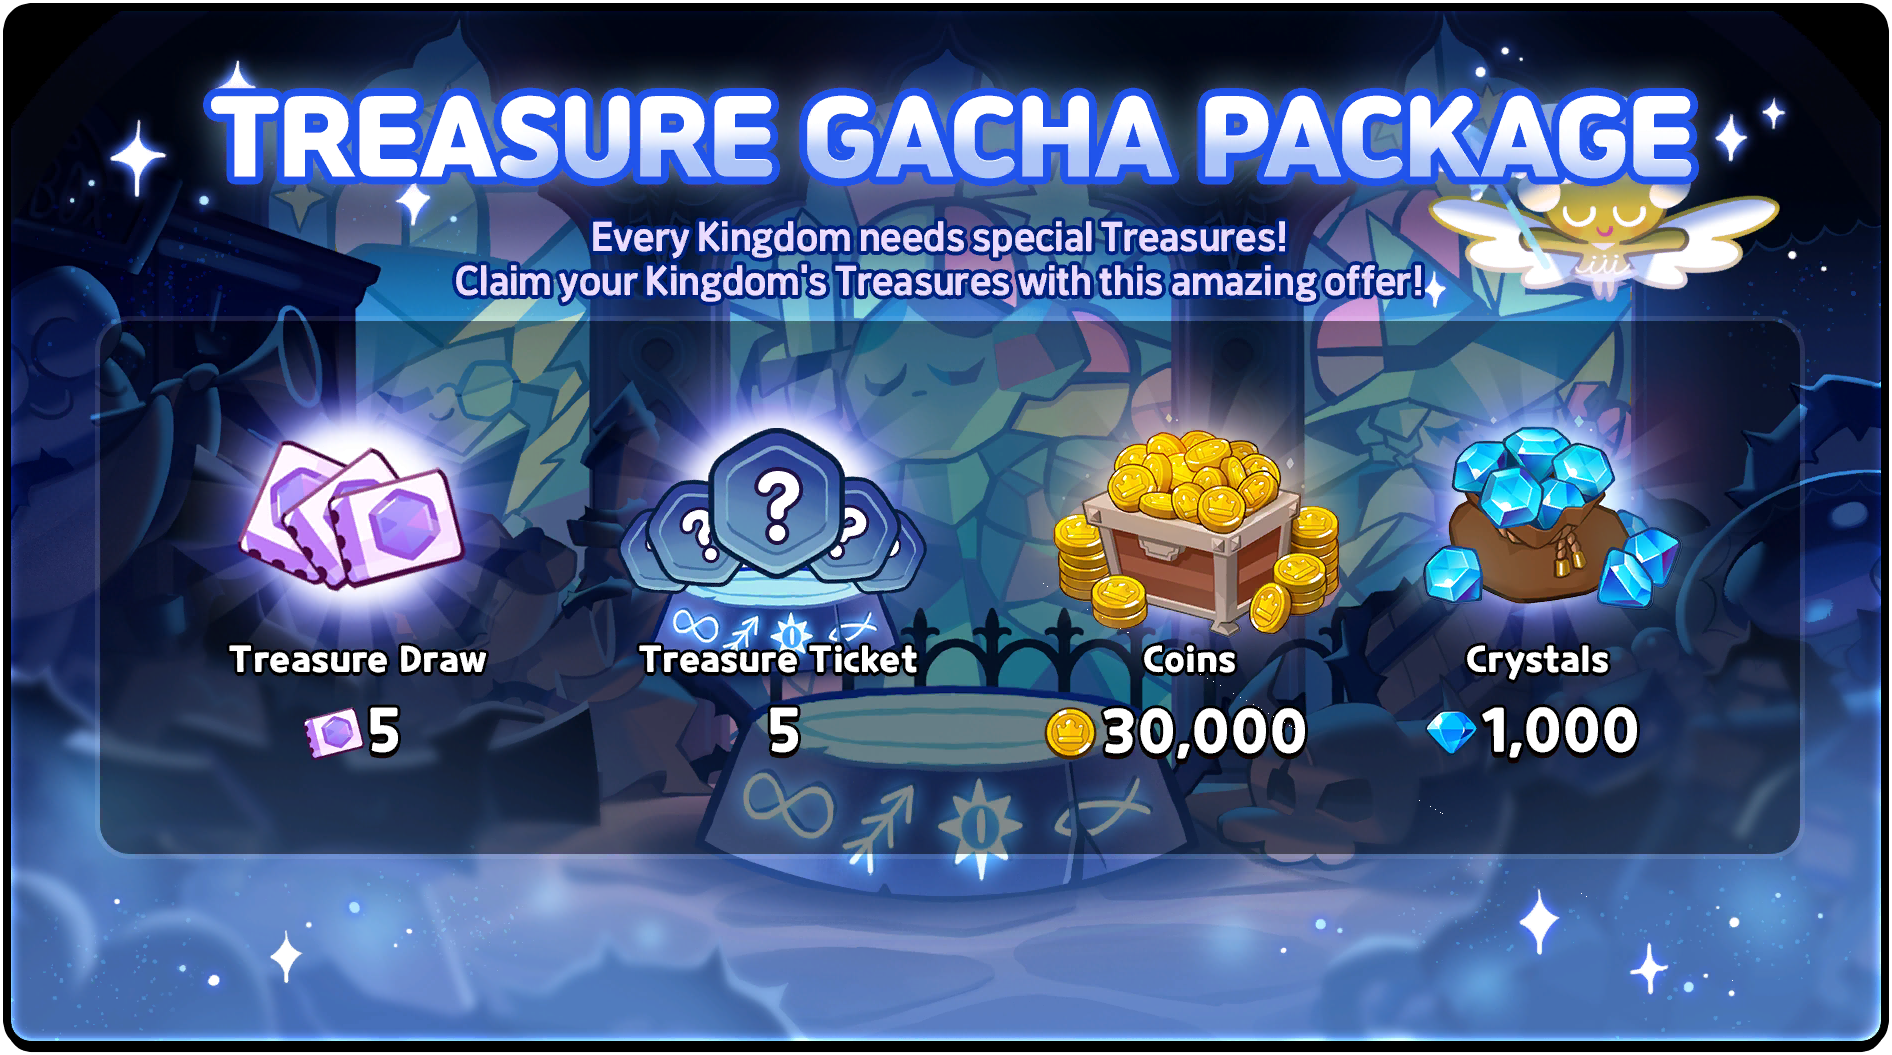 TREASURE GACHA PACKAGE
Every Kingdom needs special Treasures!
Claim your Kingdom's Treasures with this amazing offer!
? ? ?
Treasure Draw Treasure Ticket Coins Crystals
5 5 30,000 1,000